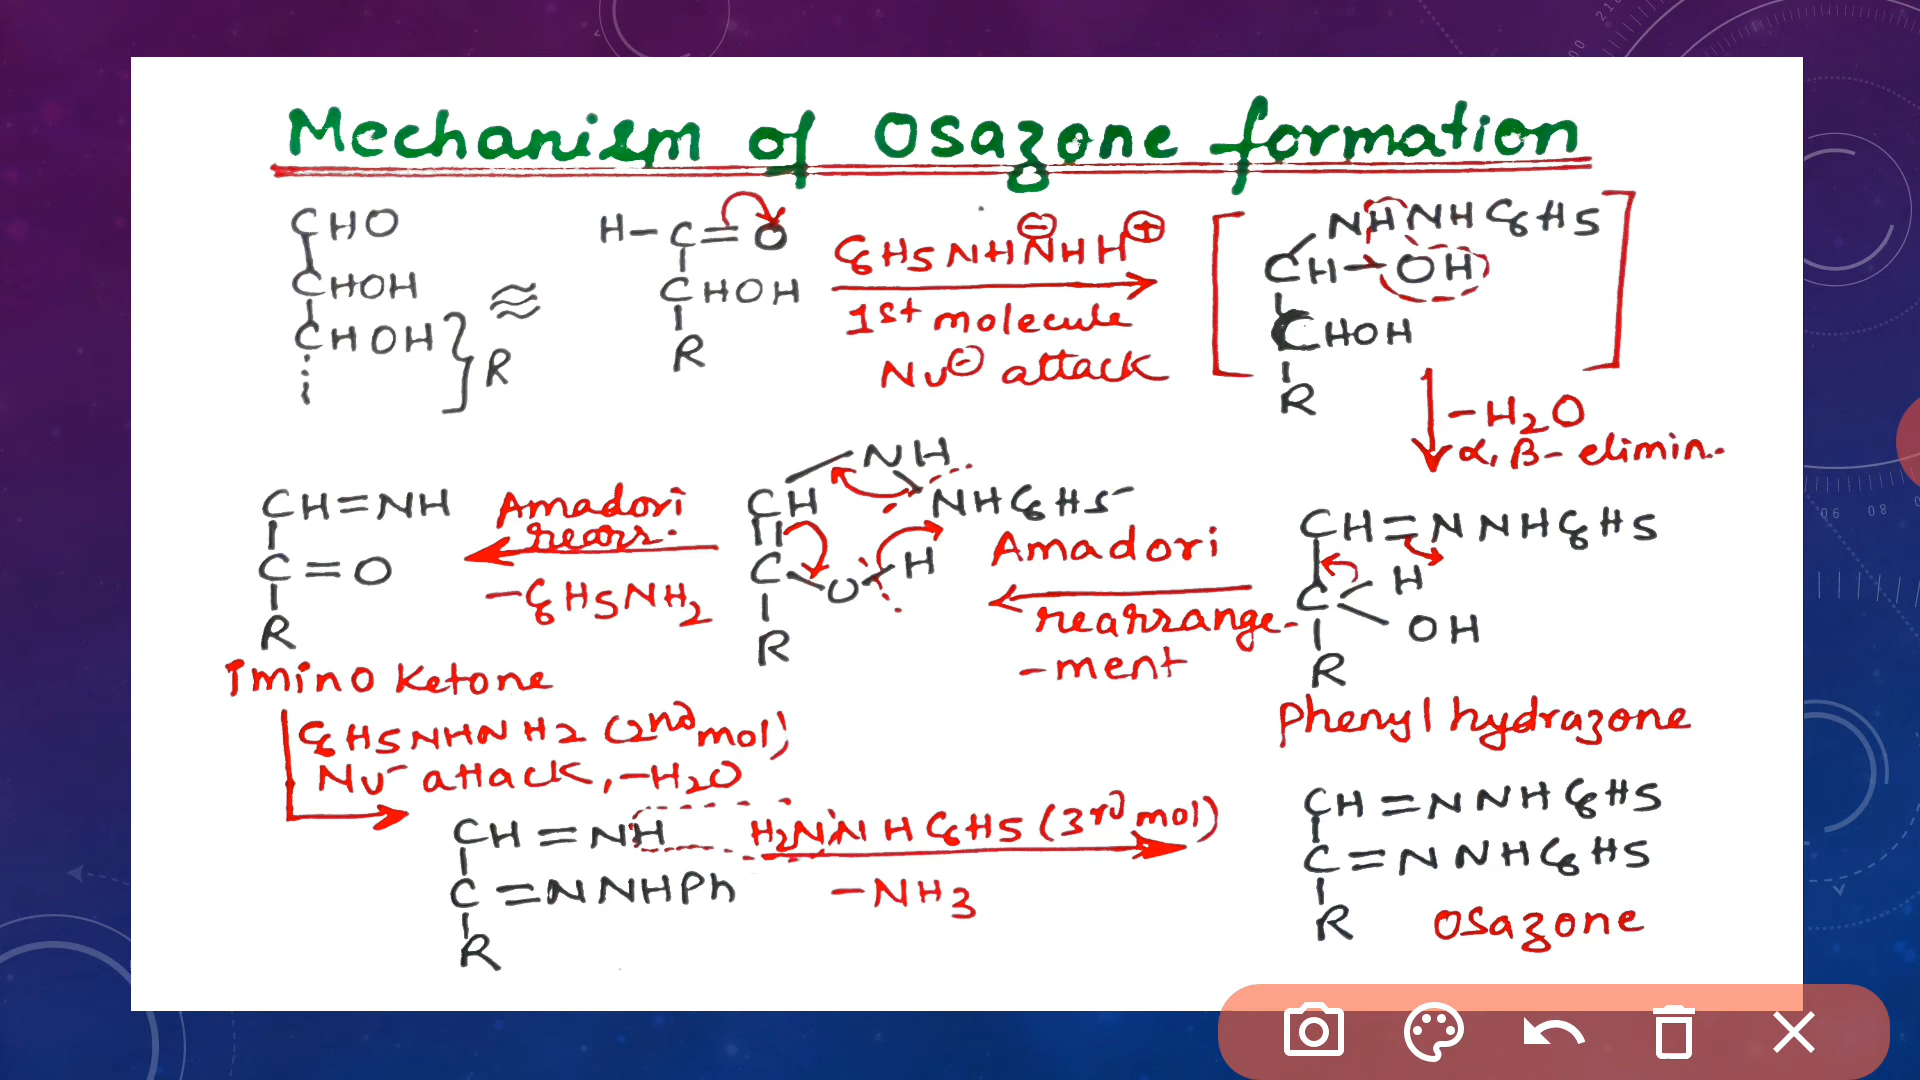 Mechanism of Osazone formation
CHO
CHOH
CHOH } R
≈
H-C=O
CHOH
R
C6H5NHN⊖HH⊕
1st molecule
Nu⊖ attack
NHNHC6H5
CH-OH
CHOH
R
-H2O
α,β-elimin.
CH=NNHC6H5
C
H
OH
R
Phenyl hydrazone
Amadori
rearrange-
-ment
NH
CH
NHC6H5
C
O
H
R
Amadori
rearr.
-C6H5NH2
CH=NH
C=O
R
imino ketone
C6H5NHNH2 (2nd mol)
Nu- attack, -H2O
CH=NH
C=NNHPh
R
H2NNHC6H5 (3rd mol)
-NH3
CH=NNHC6H5
C=NNHC6H5
R
Osazone